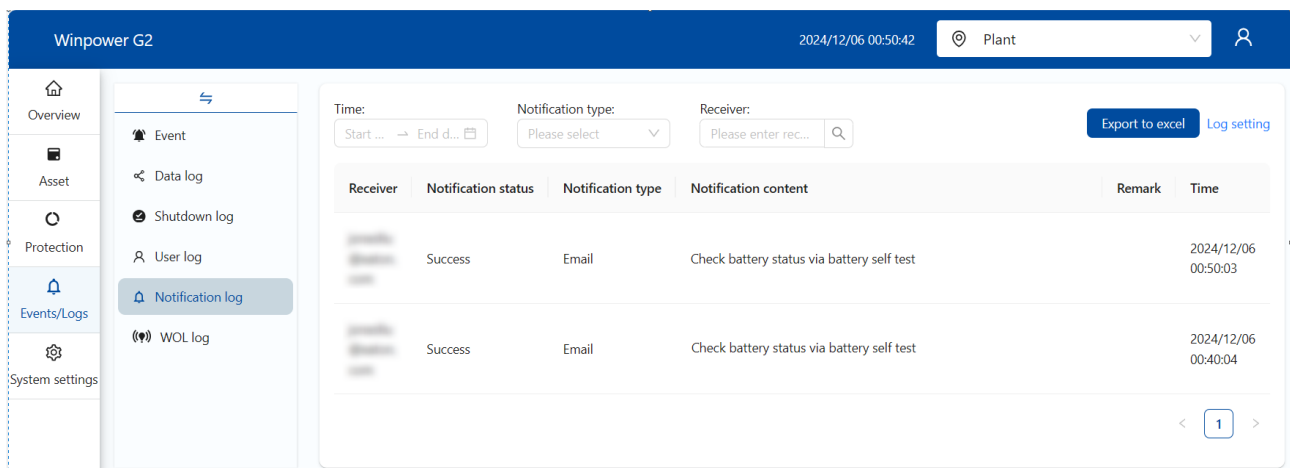 Winpower G2
2024/12/06 00:50:42
Plant
Overview
Asset
Protection
Events/Logs
System settings
Event
Data log
Shutdown log
User log
Notification log
WOL log
Time:
Notification type:
Receiver:
Start ...
End d...
Please select
Please enter rec...
Export to excel
Log setting
Receiver
Notification status
Notification type
Notification content
Remark
Time
Success
Email
Check battery status via battery self test
2024/12/06
00:50:03
Success
Email
Check battery status via battery self test
2024/12/06
00:40:04
1